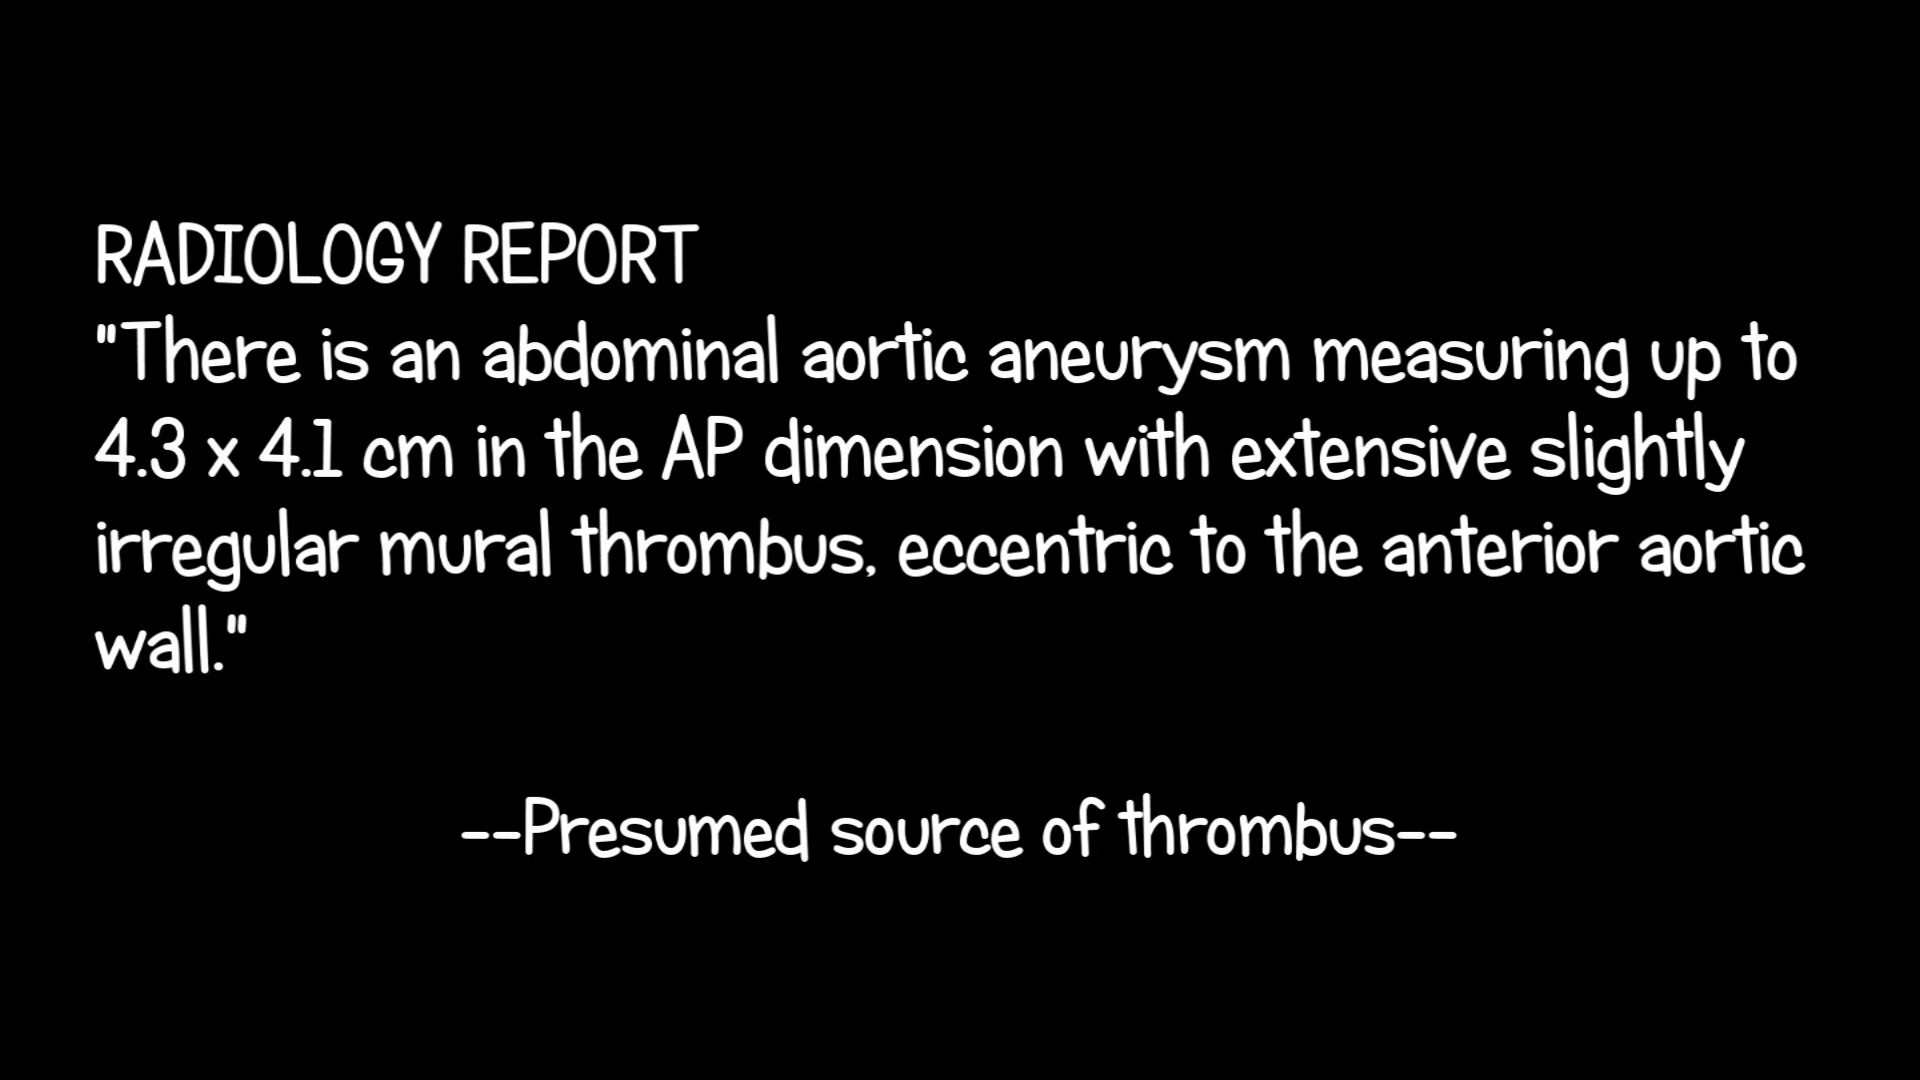 RADIOLOGY REPORT
"There is an abdominal aortic aneurysm measuring up to
4.3 x 4.1 cm in the AP dimension with extensive slightly
irregular mural thrombus, eccentric to the anterior aortic
wall."
--Presumed source of thrombus--